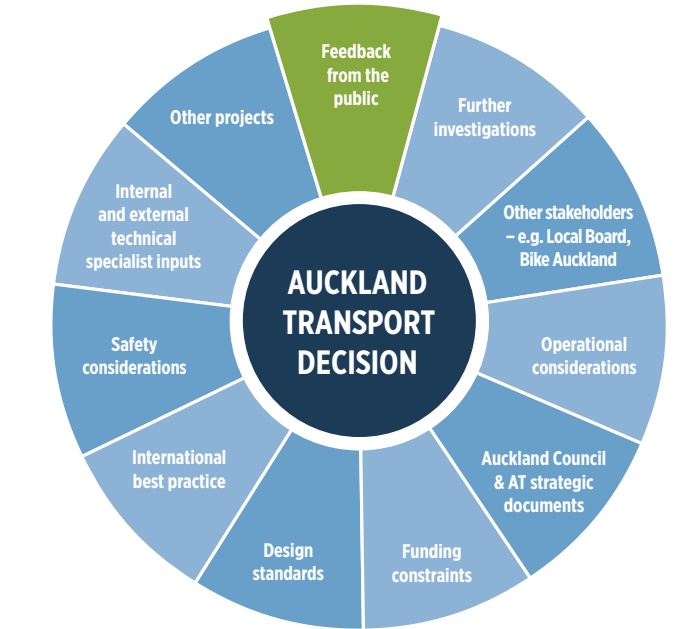 Feedback
from the
public
Further
investigations
Other stakeholders
– e.g. Local Board,
Bike Auckland
Operational
considerations
Auckland Council
& AT strategic
documents
Funding
constraints
Design
standards
International
best practice
Safety
considerations
Internal
and external
technical
specialist inputs
Other projects
AUCKLAND
TRANSPORT
DECISION